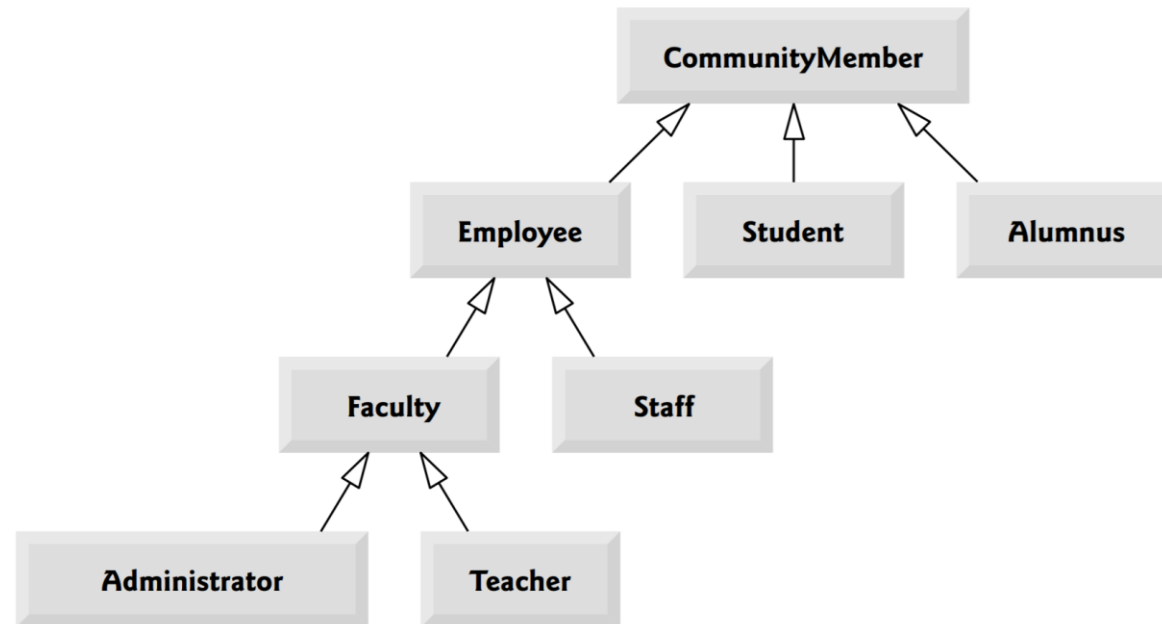 CommunityMember
Employee
Student
Alumnus
Faculty
Staff
Administrator
Teacher